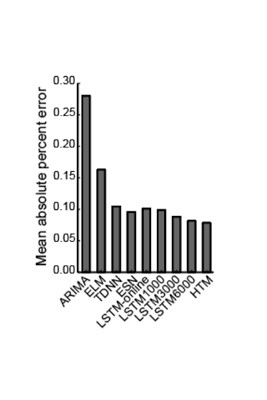 Mean absolute percent error
0.30
0.25
0.20
0.15
0.10
0.05
0.00
ARIMA
ELM
TDNN
ESN
LSTM-online
LSTM1000
LSTM3000
LSTM6000
HTM